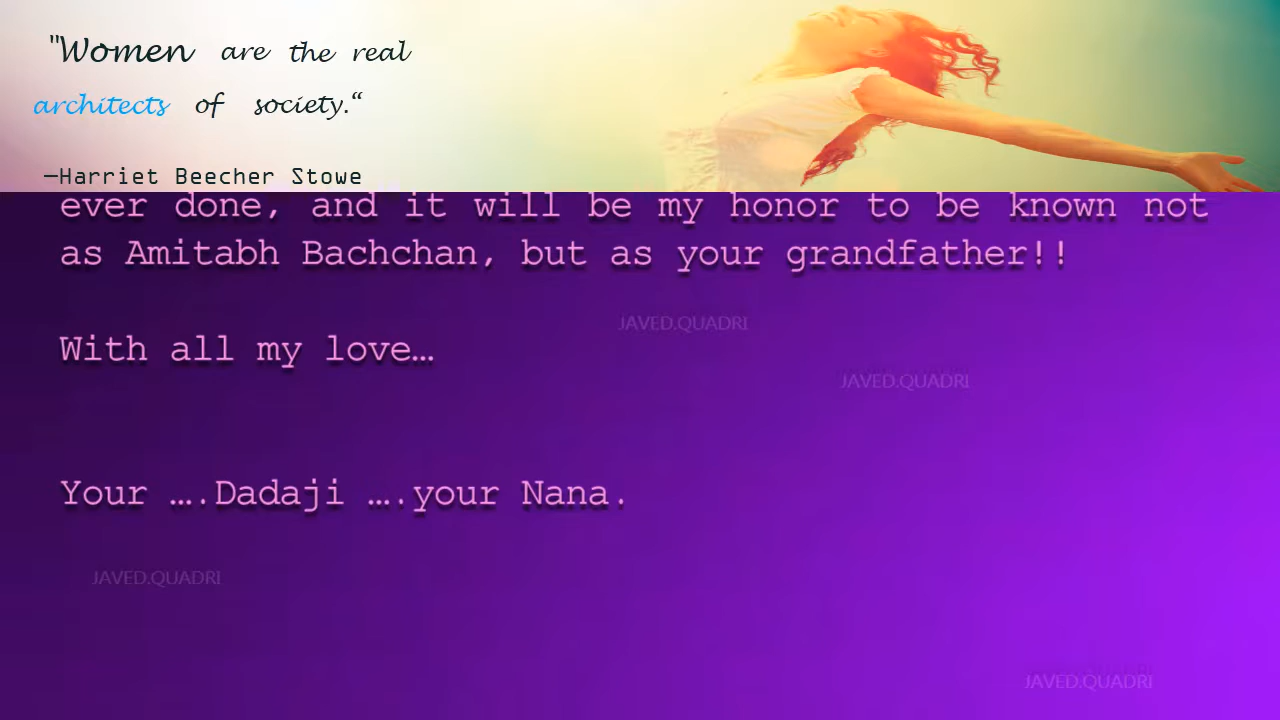 "Women are the real
architects of society.“
—Harriet Beecher Stowe
ever done, and it will be my honor to be known not
as Amitabh Bachchan, but as your grandfather!!
JAVED.QUADRI
With all my love…
JAVED.QUADRI
Your ….Dadaji ….your Nana.
JAVED.QUADRI
JAVED.QUADRI